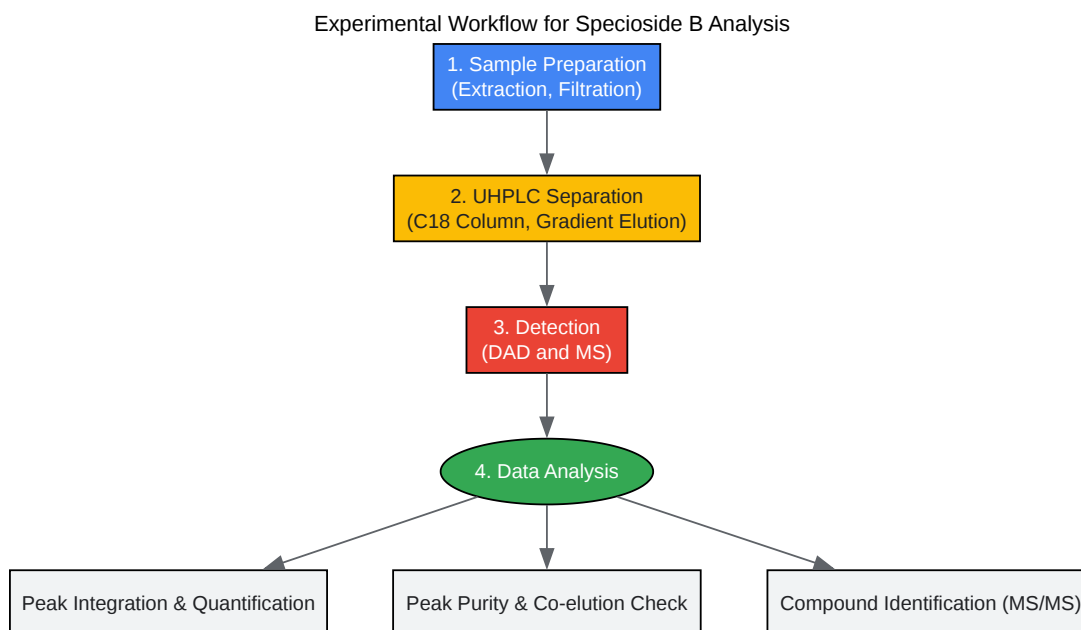 Experimental Workflow for Specioside B Analysis
1. Sample Preparation
(Extraction, Filtration)
2. UHPLC Separation
(C18 Column, Gradient Elution)
3. Detection
(DAD and MS)
4. Data Analysis
Peak Integration & Quantification
Peak Purity & Co-elution Check
Compound Identification (MS/MS)